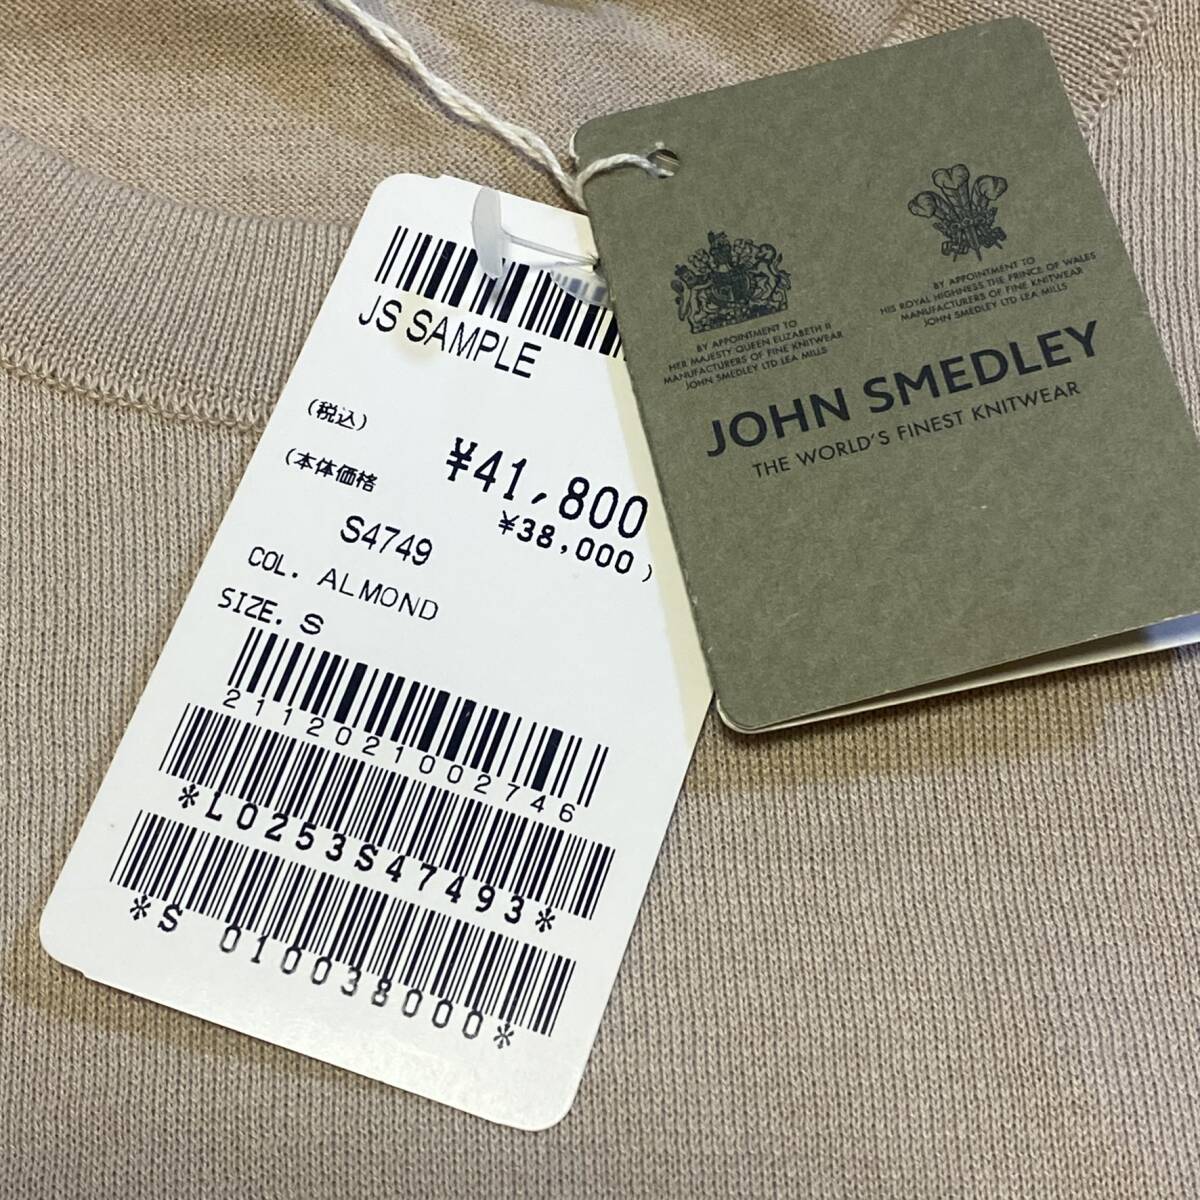 JS SAMPLE
(税込)
¥41,800
(本体価格
¥38,000)
S4749
COL. ALMOND
SIZE. S
2112021002746
*L0253S47493*
*S 010038000*
BY APPOINTMENT TO
HER MAJESTY QUEEN ELIZABETH II
MANUFACTURERS OF FINE KNITWEAR
JOHN SMEDLEY LTD LEA MILLS
BY APPOINTMENT TO
HIS ROYAL HIGHNESS THE PRINCE OF WALES
MANUFACTURERS OF FINE KNITWEAR
JOHN SMEDLEY LTD LEA MILLS
JOHN SMEDLEY
THE WORLD'S FINEST KNITWEAR